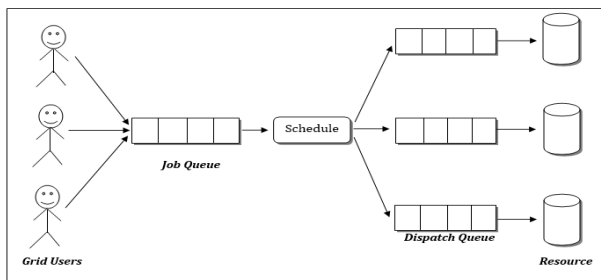 Schedule
Job Queue
Dispatch Queue
Grid Users
Resource